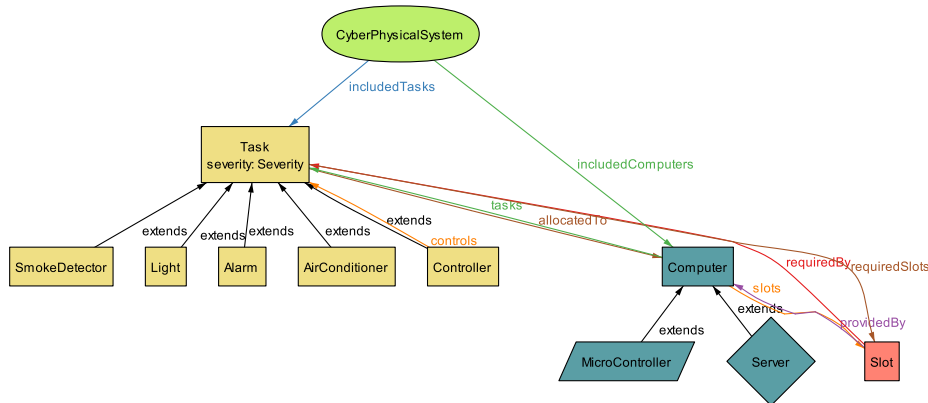 CyberPhysicalSystem
includedTasks
Task
severity: Severity
includedComputers
tasks
allocatedTo
extends
extends
extends
extends
extends
controls
requiredBy
requiredSlots
SmokeDetector
Light
Alarm
AirConditioner
Controller
Computer
slots
extends
extends
providedBy
MicroController
Server
Slot